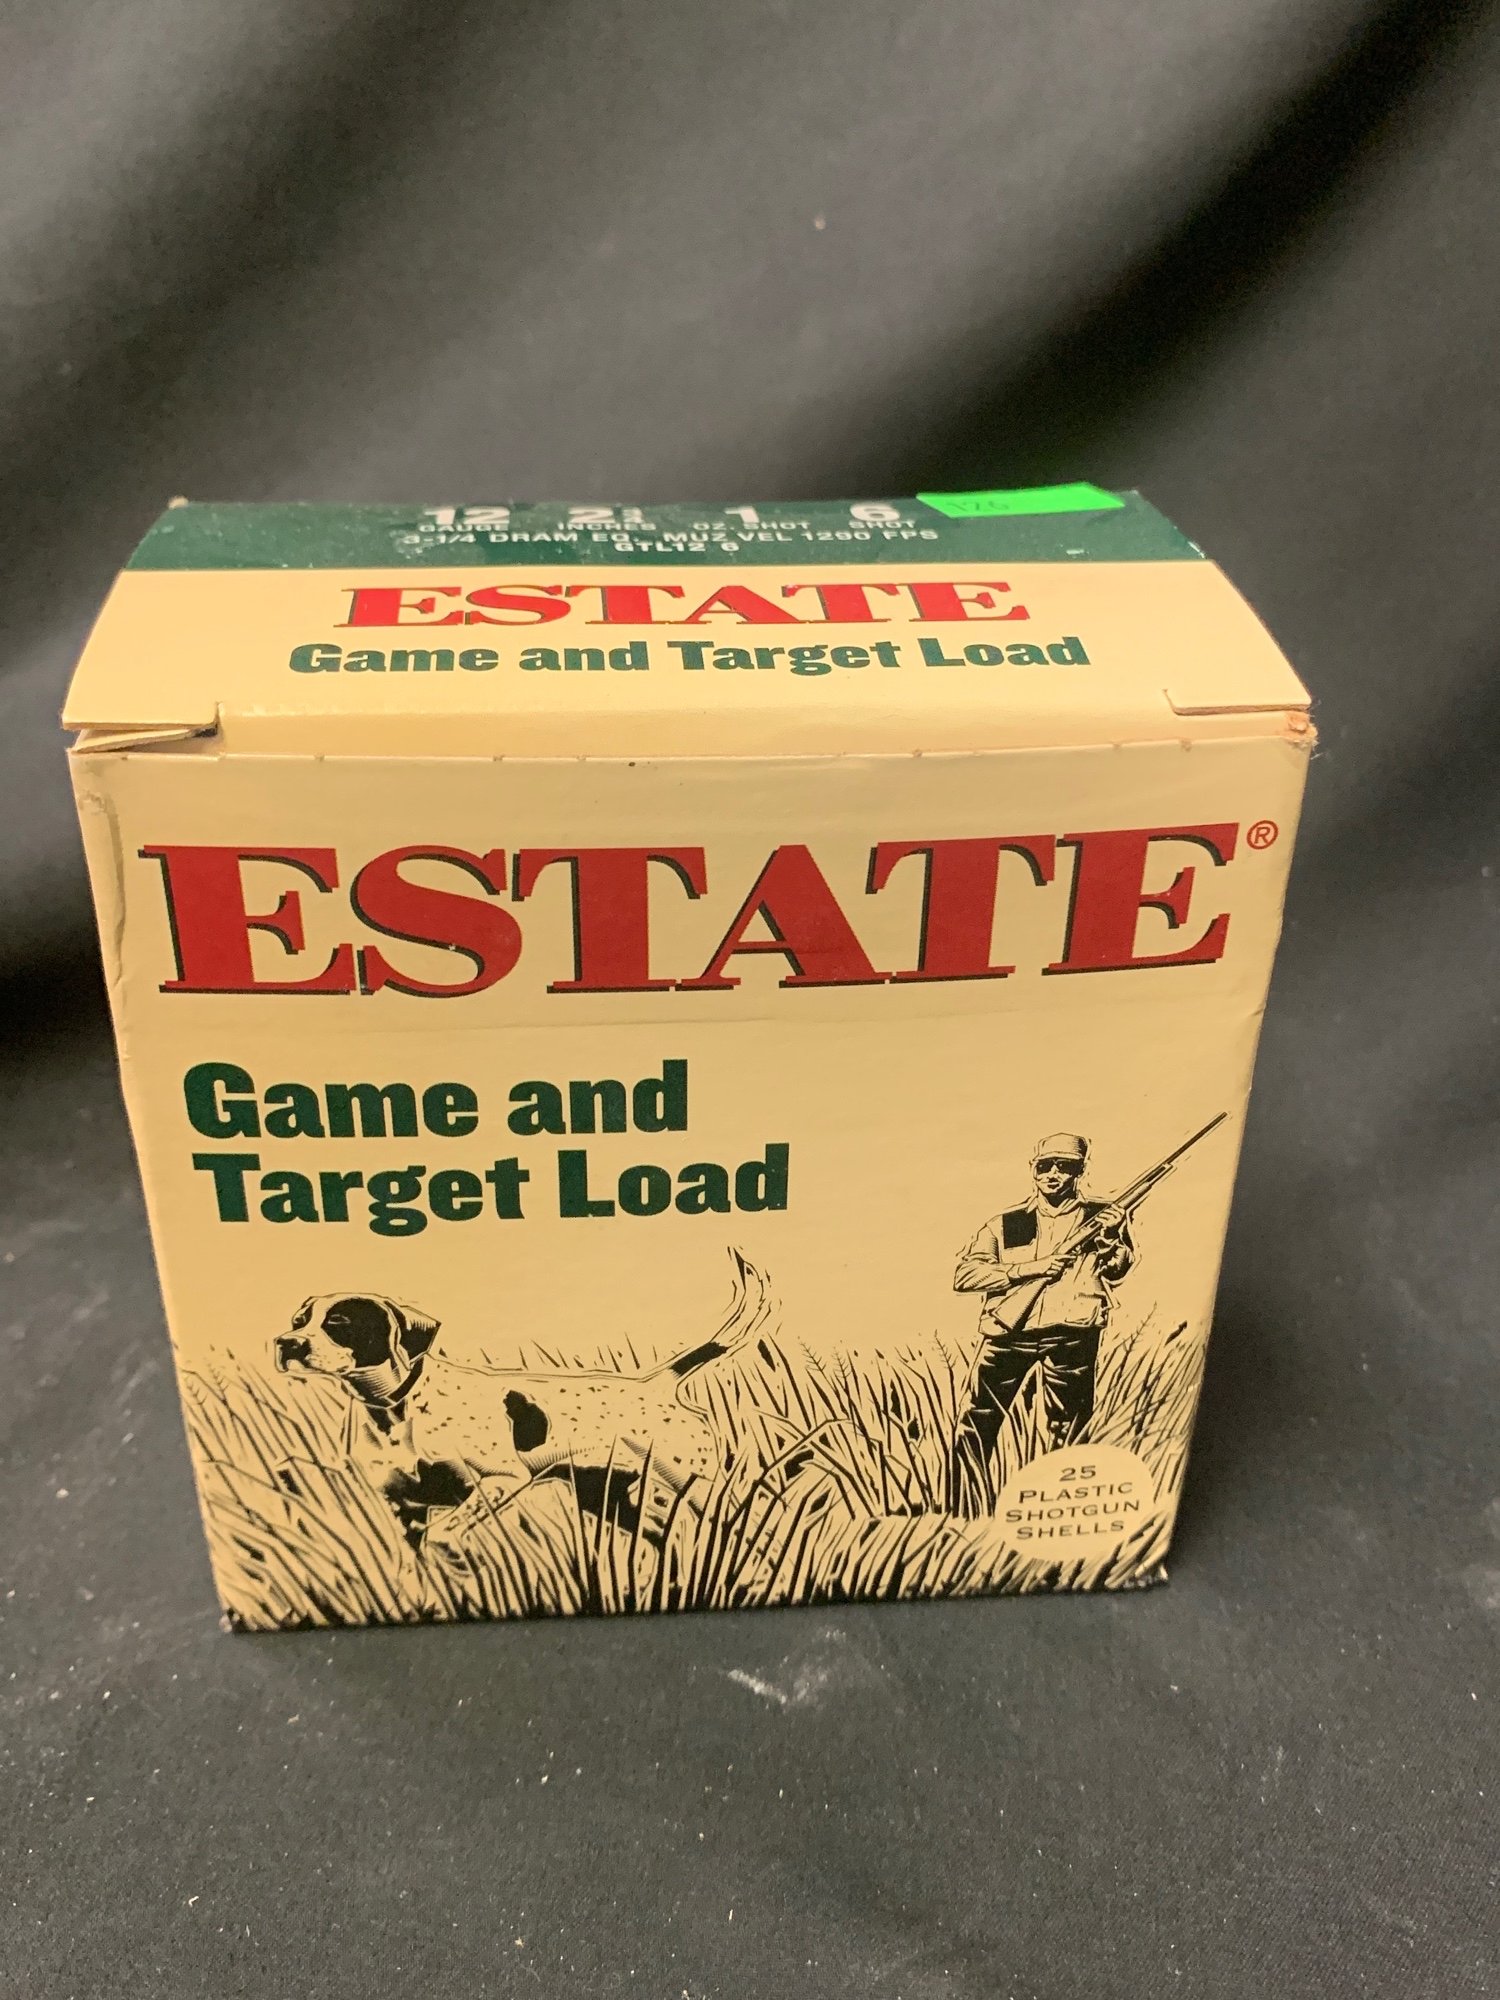 12 2¾ 1 6
GAUGE INCHES OZ. SHOT SHOT
3-1/4 DRAM EQ. MUZ VEL 1290 FPS
GTL12 6
ESTATE
Game and Target Load
ESTATE®
Game and
Target Load
25
PLASTIC
SHOTGUN
SHELLS